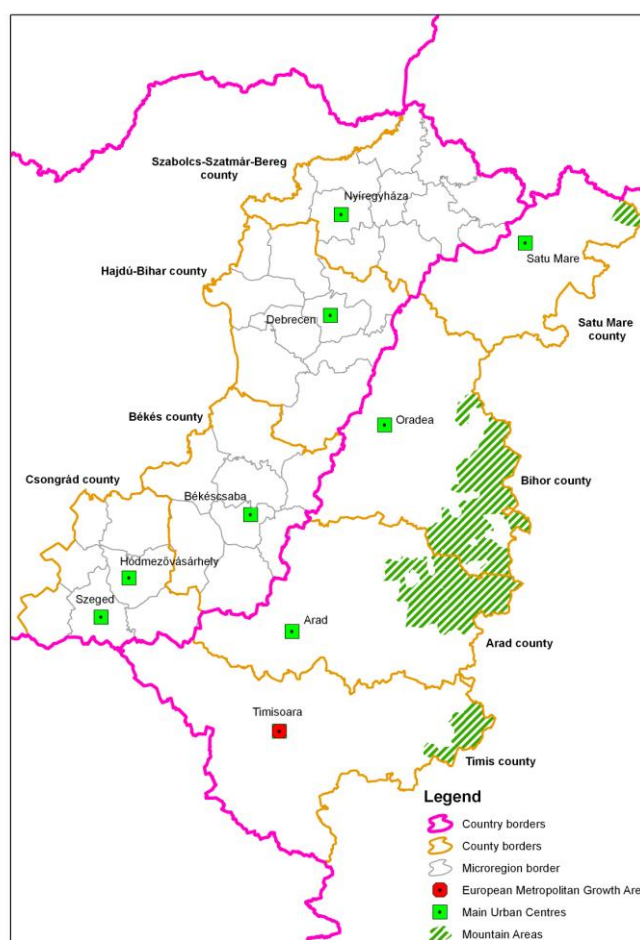 Szabolcs-Szatmár-Bereg
county
Nyíregyháza
Satu Mare
Hajdú-Bihar county
Satu Mare
county
Debrecen
Békés county
Oradea
Csongrád county
Békéscsaba
Bihor county
Hódmezővásárhely
Szeged
Arad
Arad county
Timisoara
Timis county
Legend
Country borders
County borders
Microregion border
European Metropolitan Growth Are
Main Urban Centres
Mountain Areas